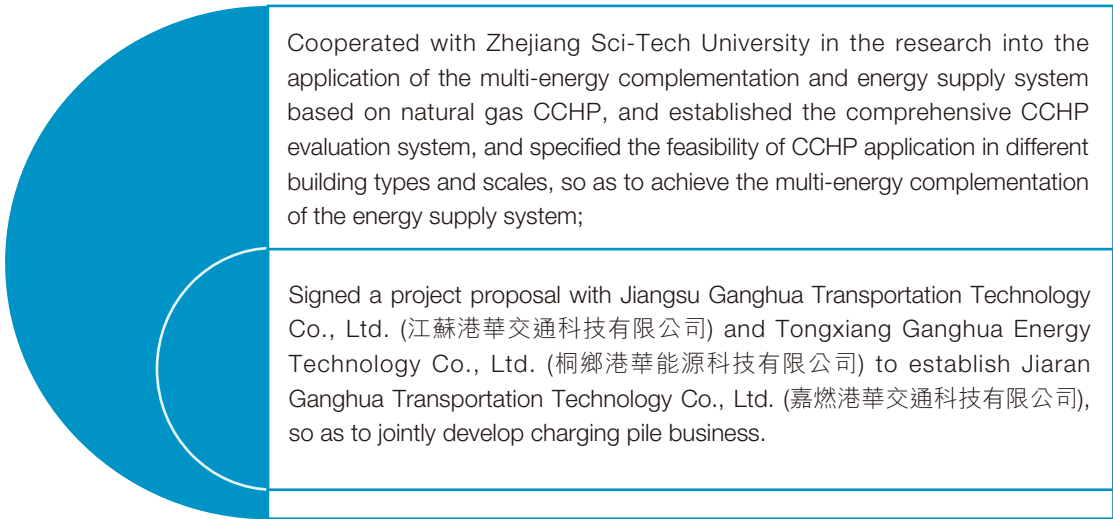 Cooperated with Zhejiang Sci-Tech University in the research into the
application of the multi-energy complementation and energy supply system
based on natural gas CCHP, and established the comprehensive CCHP
evaluation system, and specified the feasibility of CCHP application in different
building types and scales, so as to achieve the multi-energy complementation
of the energy supply system;
Signed a project proposal with Jiangsu Ganghua Transportation Technology
Co., Ltd. (江蘇港華交通科技有限公司) and Tongxiang Ganghua Energy
Technology Co., Ltd. (桐鄉港華能源科技有限公司) to establish Jiaran
Ganghua Transportation Technology Co., Ltd. (嘉燃港華交通科技有限公司),
so as to jointly develop charging pile business.